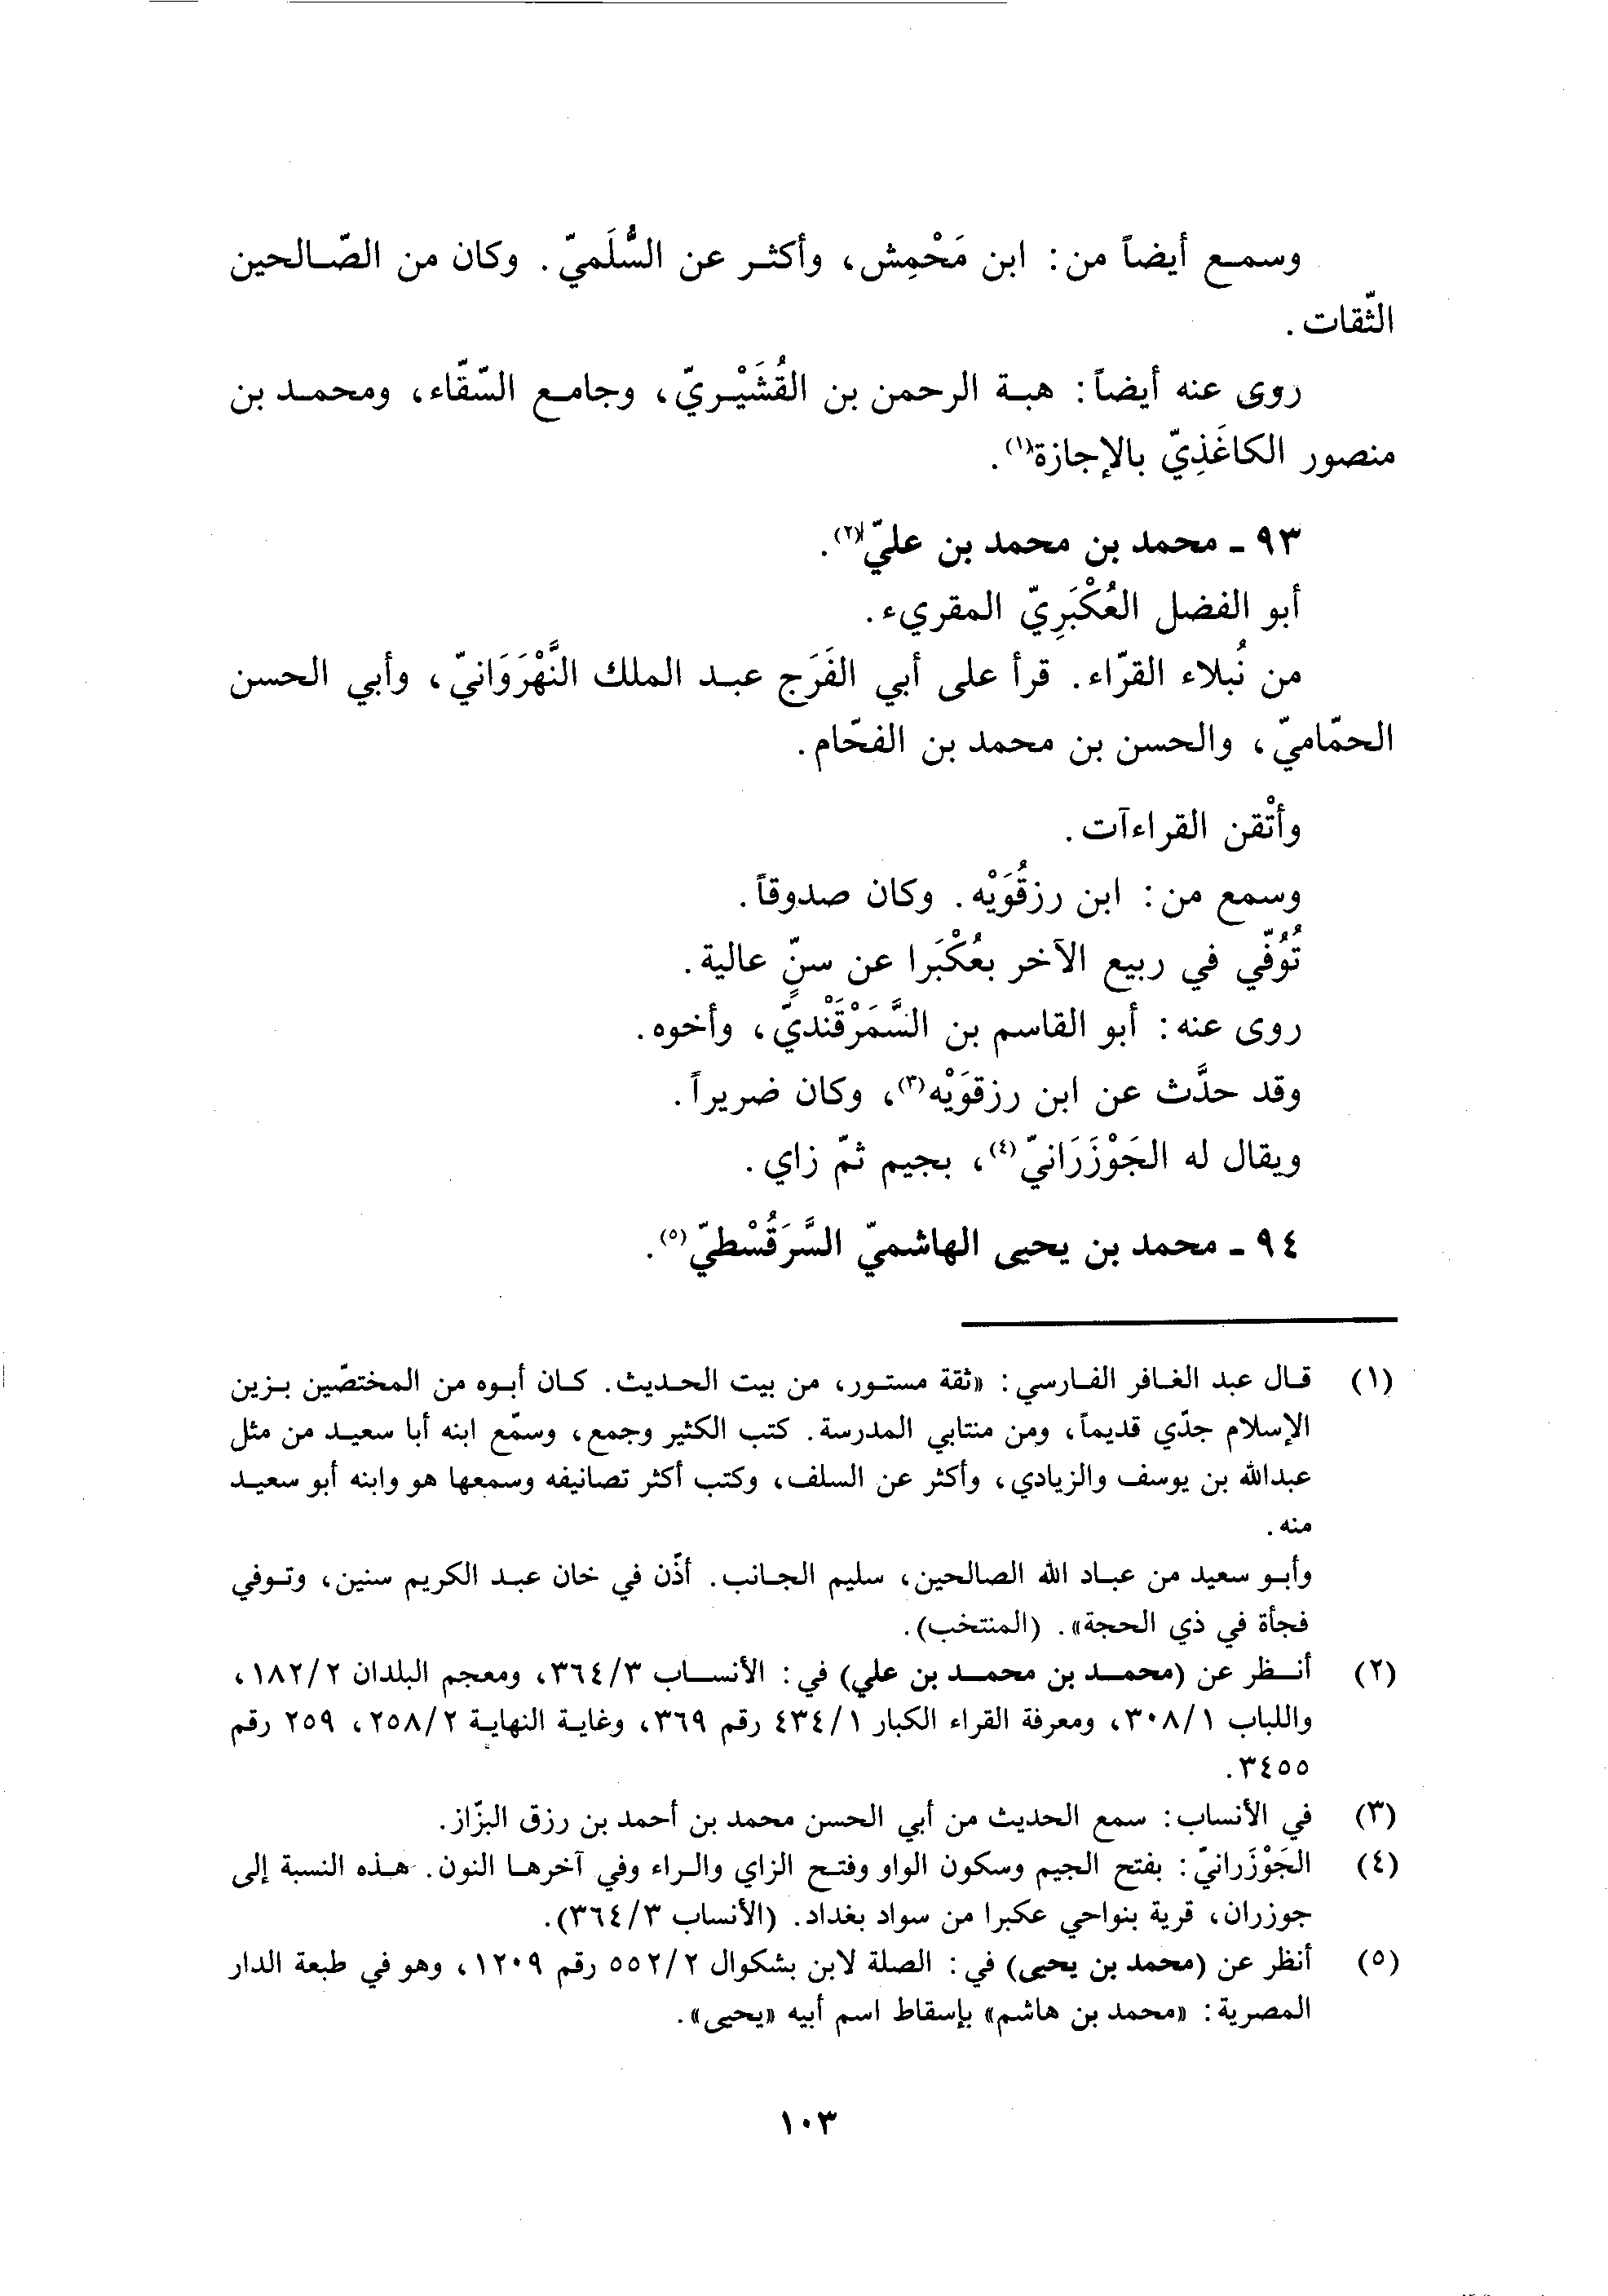 وسمع أيضاً من: ابن مَحْمِش، وأكثر عن السُّلَميّ. وكان من الصّالحين
الثّقات.
روى عنه أيضاً: هبة الرحمن بن القُشَيْريّ، وجامع السّقّاء، ومحمد بن
منصور الكاغَذِيّ بالإجازة(١).
٩٣ ـ محمد بن محمد بن عليّ(٢).
أبو الفضل العُكْبَرِيّ المقريء.
من نُبلاء القرّاء. قرأ على أبي الفَرَج عبد الملك النَّهْرَوَانيّ، وأبي الحسن
الحمّاميّ، والحسن بن محمد بن الفحّام.
وأتْقن القراءآت.
وسمع من: ابن رزقُوَيْه. وكان صدوقاً.
تُوُفّي في ربيع الآخر بعُكْبَرا عن سنٍّ عالية.
روى عنه: أبو القاسم بن السَّمَرْقَنْديّ، وأخوه.
وقد حدَّث عن ابن رزقوَيْه(٣)، وكان ضريراً.
ويقال له الجَوْزَرَانيّ(٤)، بجيم ثمّ زاي.
٩٤ ـ محمد بن يحيى الهاشميّ السَّرَقُسْطيّ(٥).
(١) قال عبد الغافر الفارسي: «ثقة مستور، من بيت الحديث. كان أبوه من المختصّين بزين
الإسلام جدّي قديماً، ومن منتابي المدرسة. كتب الكثير وجمع، وسمّع ابنه أبا سعيد من مثل
عبدالله بن يوسف والزيادي، وأكثر عن السلف، وكتب أكثر تصانيفه وسمعها هو وابنه أبو سعيد
منه.
وأبو سعيد من عباد الله الصالحين، سليم الجانب. أذّن في خان عبد الكريم سنين، وتوفي
فجأة في ذي الحجة». (المنتخب).
(٢) أنظر عن (محمد بن محمد بن علي) في: الأنساب ٣٦٤/٣، ومعجم البلدان ١٨٢/٢،
واللباب ٣٠٨/١، ومعرفة القراء الكبار ٤٣٤/١ رقم ٣٦٩، وغاية النهاية ٢٥٨/٢، ٢٥٩ رقم
٣٤٥٥.
(٣) في الأنساب: سمع الحديث من أبي الحسن محمد بن أحمد بن رزق البزّاز.
(٤) الجَوْزَرانيّ: بفتح الجيم وسكون الواو وفتح الزاي والراء وفي آخرها النون. هذه النسبة إلى
جوزران، قرية بنواحي عكبرا من سواد بغداد. (الأنساب ٣٦٤/٣).
(٥) أنظر عن (محمد بن يحيى) في: الصلة لابن بشكوال ٥٥٢/٢ رقم ١٢٠٩، وهو في طبعة الدار
المصرية: «محمد بن هاشم» بإسقاط اسم أبيه «يحيى».
١٠٣